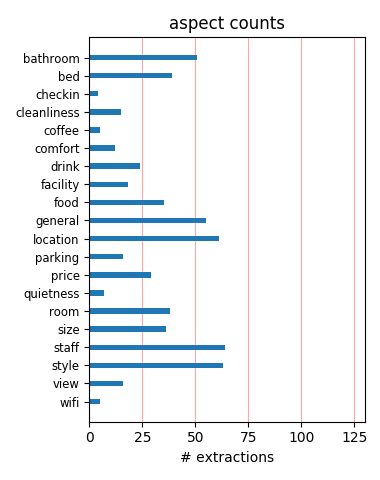 aspect counts
bathroom
bed
checkin
cleanliness
coffee
comfort
drink
facility
food
general
location
parking
price
quietness
room
size
staff
style
view
wifi
0 25 50 75 100 125
# extractions